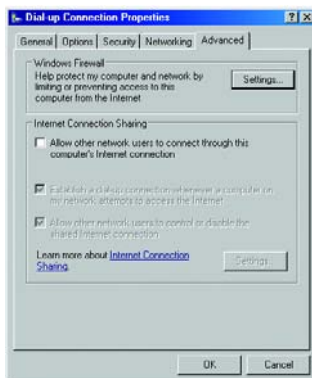 Dial-up Connection Properties
General Options Security Networking Advanced
Windows Firewall
Help protect my computer and network by
limiting or preventing access to this
computer from the Internet
Settings...
Internet Connection Sharing
Allow other network users to connect through this
computer's Internet connection
Establish a dial-up connection whenever a computer on
my network attempts to access the Internet
Allow other network users to control or disable the
shared Internet connection
Learn more about Internet Connection
Sharing.
Settings...
OK Cancel